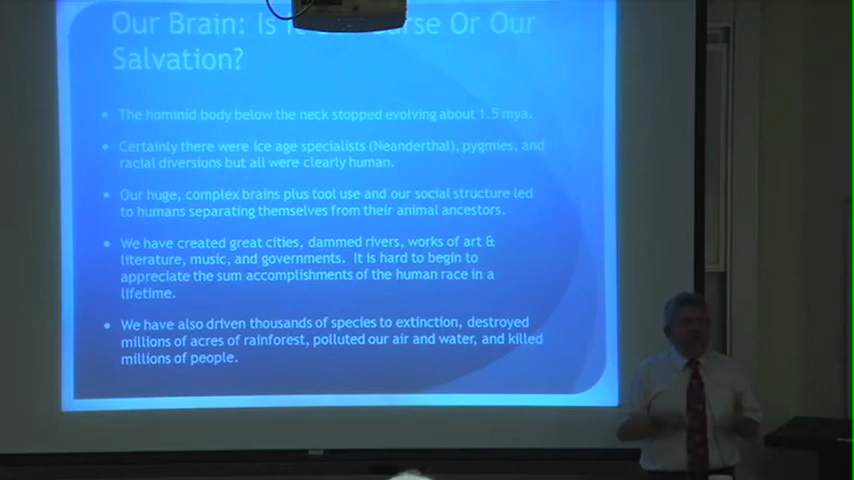 Our Brain: Is It Curse Or Our
Salvation?
• The hominid body below the neck stopped evolving about 1.5 mya.
• Certainly there were ice age specialists (Neanderthal), pygmies, and
racial diversions but all were clearly human.
• Our huge, complex brains plus tool use and our social structure led
to humans separating themselves from their animal ancestors.
• We have created great cities, dammed rivers, works of art &
literature, music, and governments. It is hard to begin to
appreciate the sum accomplishments of the human race in a
lifetime.
• We have also driven thousands of species to extinction, destroyed
millions of acres of rainforest, polluted our air and water, and killed
millions of people.